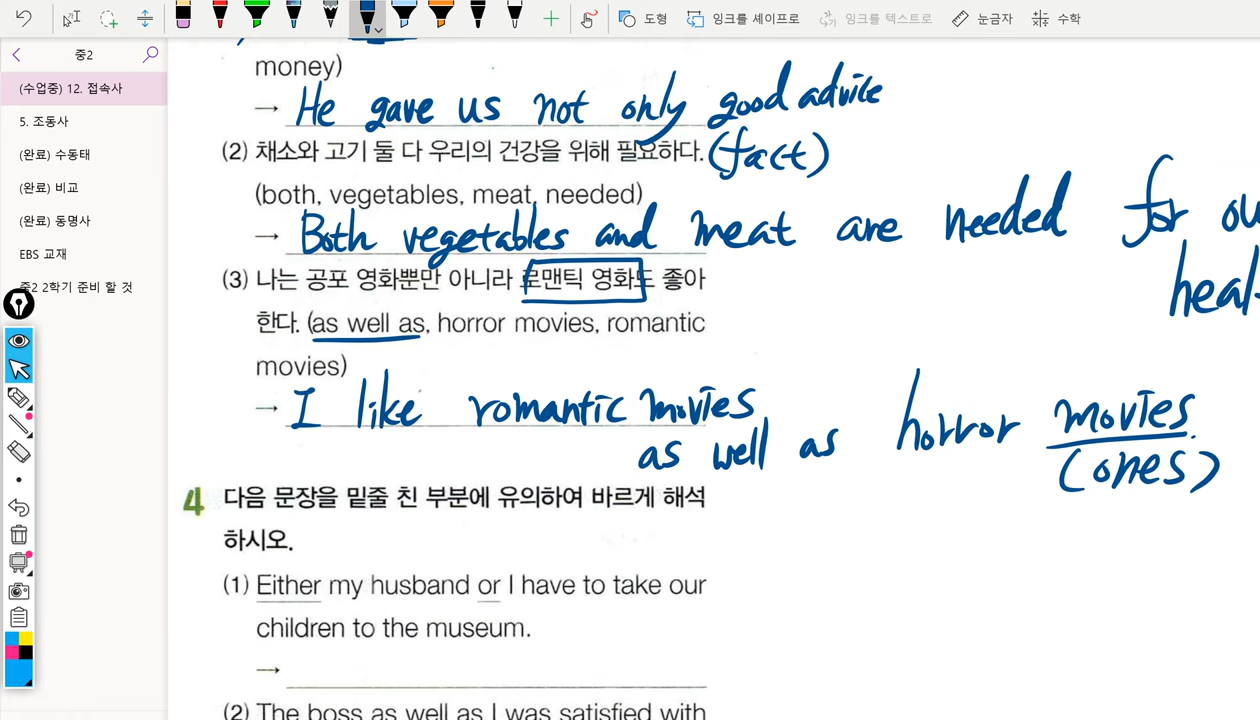 도형
잉크를 셰이프로
잉크를 텍스트로
눈금자
수학
중2
(수업중) 12. 접속사
5. 조동사
(완료) 수동태
(완료) 비교
(완료) 동명사
EBS 교재
중2 2학기 준비 할 것
money)
→ He gave us not only good advice
(2) 채소와 고기 둘 다 우리의 건강을 위해 필요하다. (fact)
(both, vegetables, meat, needed)
→ Both vegetables and meat are needed for
(3) 나는 공포 영화뿐만 아니라 로맨틱 영화도 좋아
한다. (as well as, horror movies, romantic
movies)
→ I like romantic movies
as well as horror movies
(ones)
4 다음 문장을 밑줄 친 부분에 유의하여 바르게 해석
하시오.
(1) Either my husband or I have to take our
children to the museum.
→
(2) The boss as well as I was satisfied with